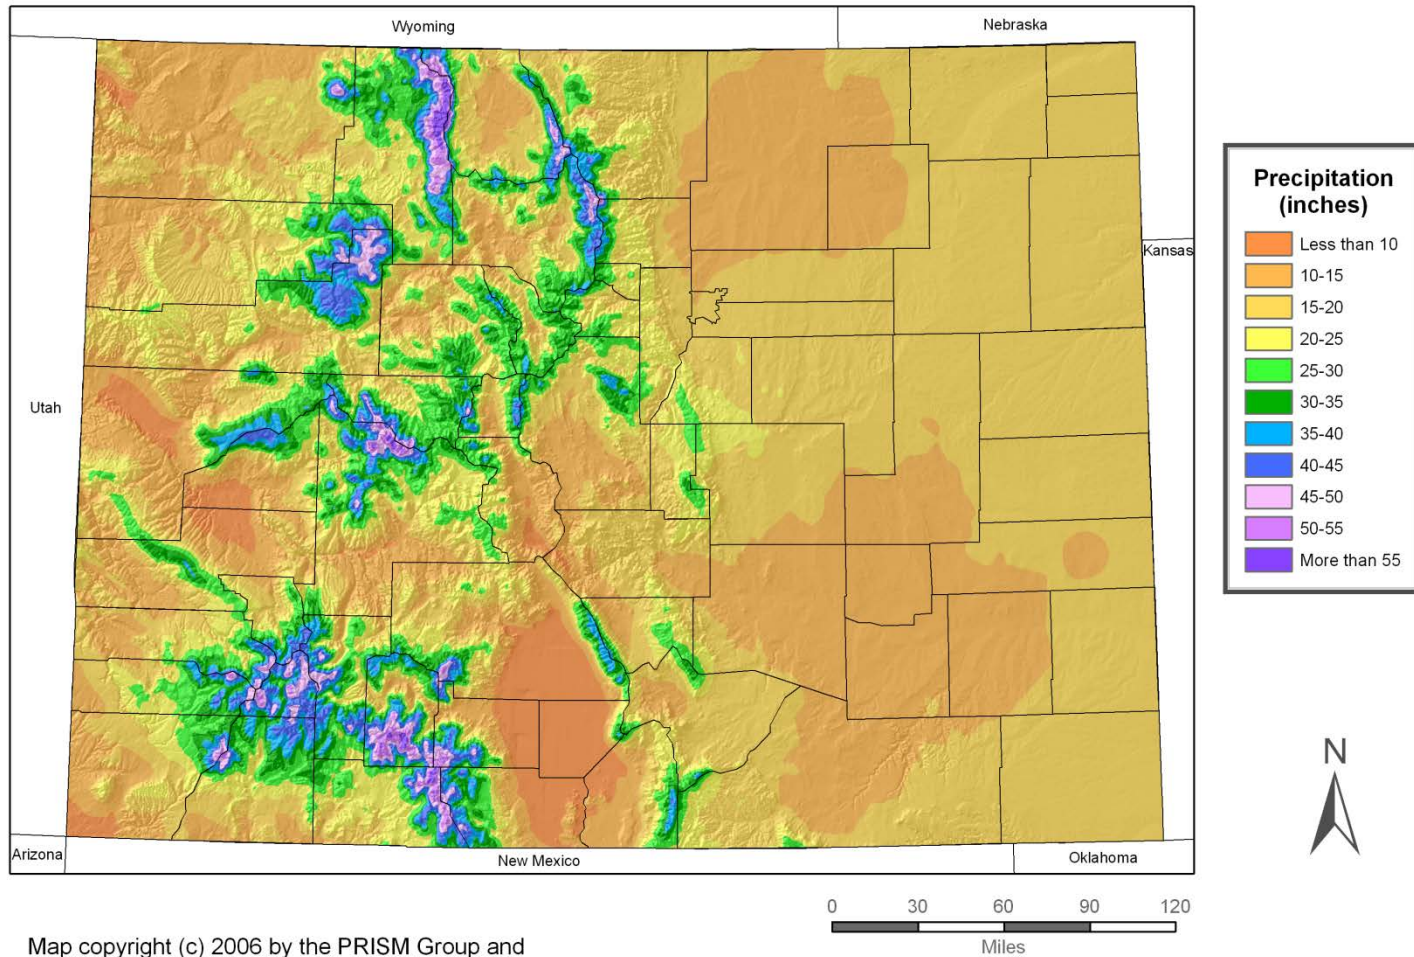 Wyoming
Nebraska
Kansas
Utah
Arizona
New Mexico
Oklahoma
Precipitation
(inches)
Less than 10
10-15
15-20
20-25
25-30
30-35
35-40
40-45
45-50
50-55
More than 55
N
0 30 60 90 120
Miles
Map copyright (c) 2006 by the PRISM Group and